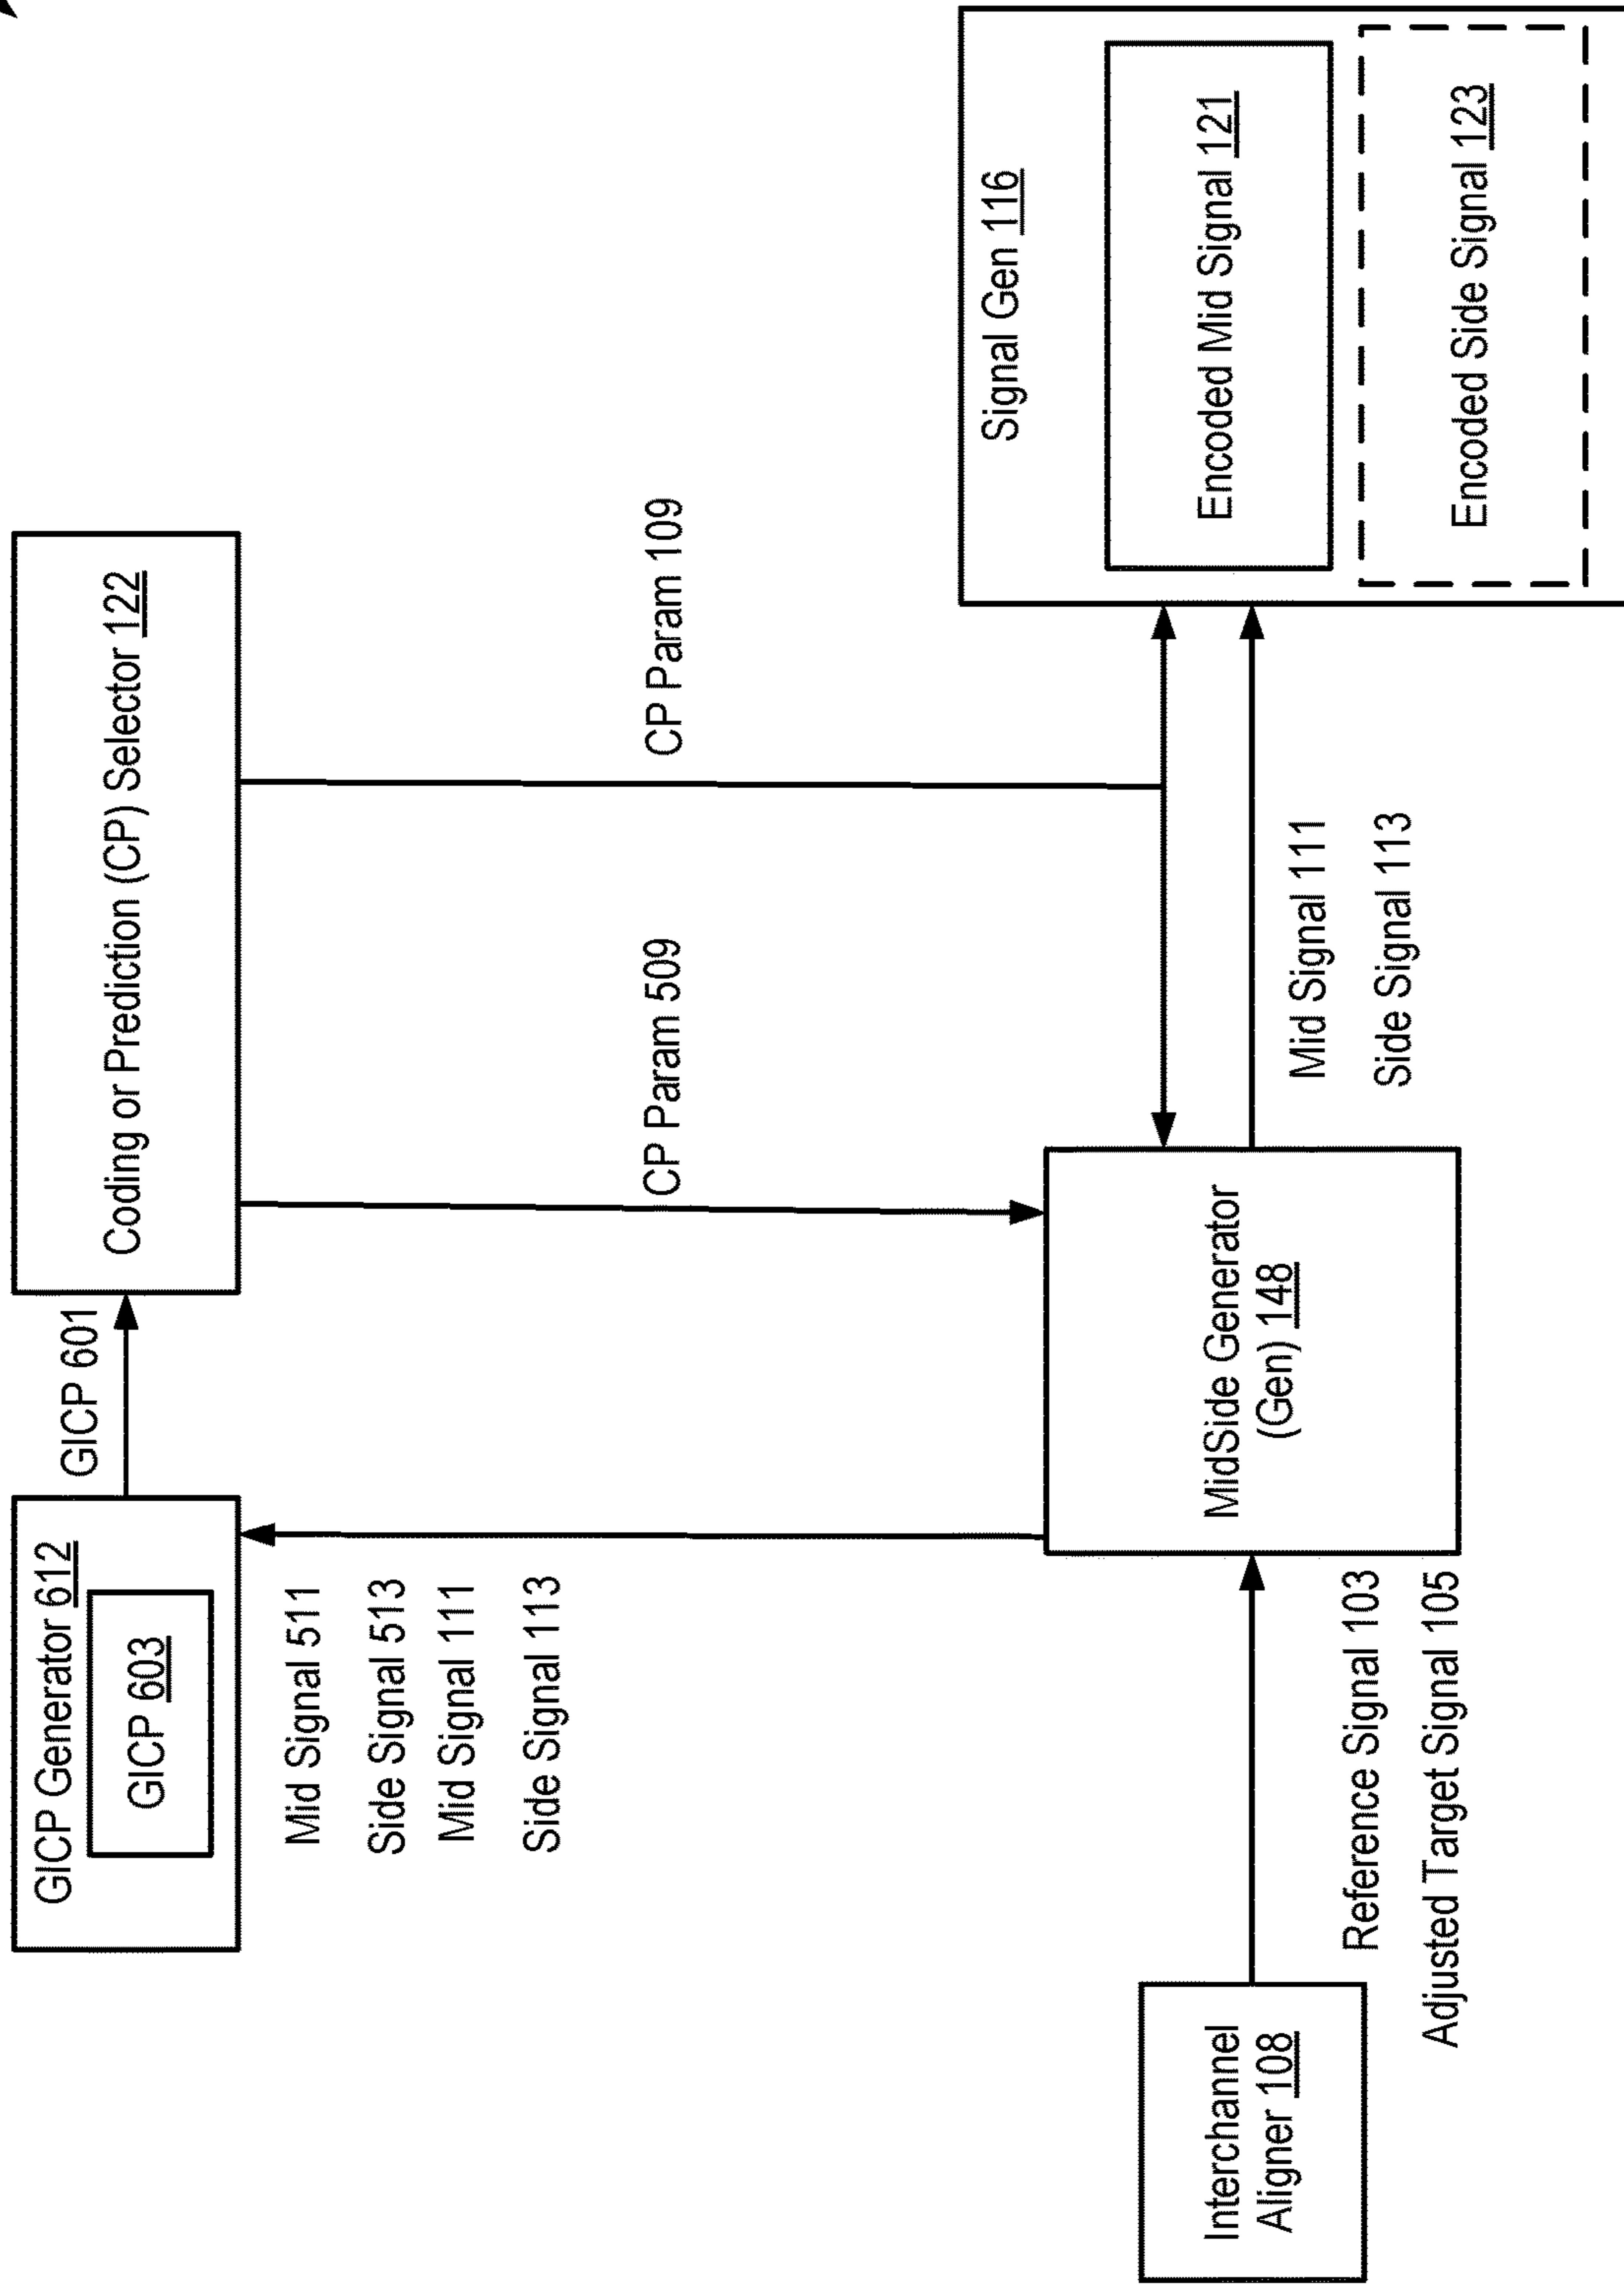 GICP Generator 612
GICP 603
GICP 601
Coding or Prediction (CP) Selector 122
Mid Signal 511
Side Signal 513
Mid Signal 111
Side Signal 113
CP Param 509
CP Param 109
Interchannel
Aligner 108
Reference Signal 103
Adjusted Target Signal 105
MidSide Generator
(Gen) 148
Mid Signal 111
Side Signal 113
Signal Gen 116
Encoded Mid Signal 121
Encoded Side Signal 123